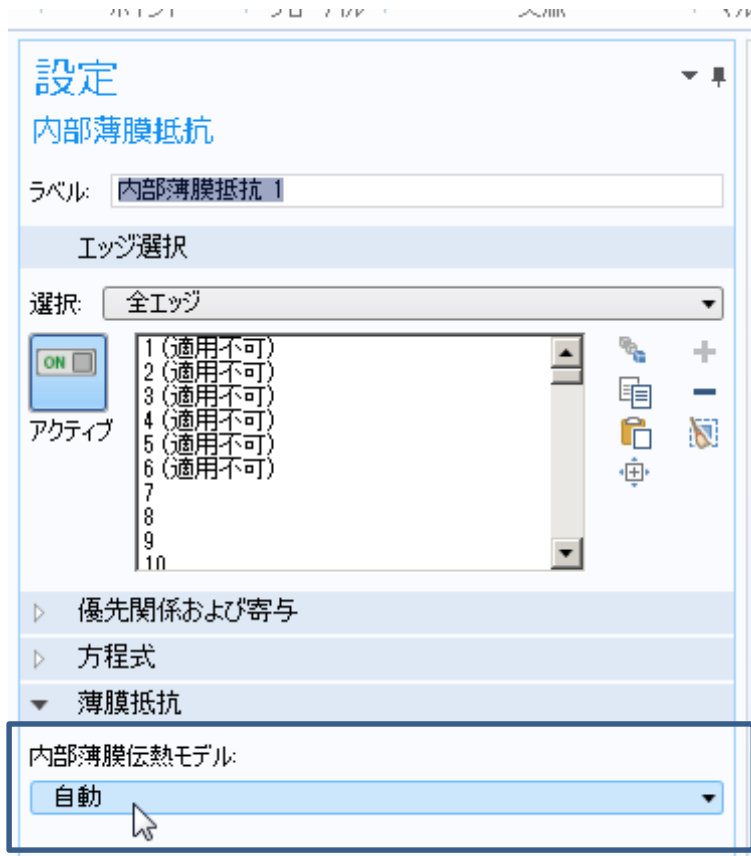 設定
内部薄膜抵抗
ラベル: 内部薄膜抵抗 1
エッジ選択
選択: 全エッジ
ON
アクティブ
1 (適用不可)
2 (適用不可)
3 (適用不可)
4 (適用不可)
5 (適用不可)
6 (適用不可)
7
8
9
10
優先関係および寄与
方程式
薄膜抵抗
内部薄膜伝熱モデル:
自動